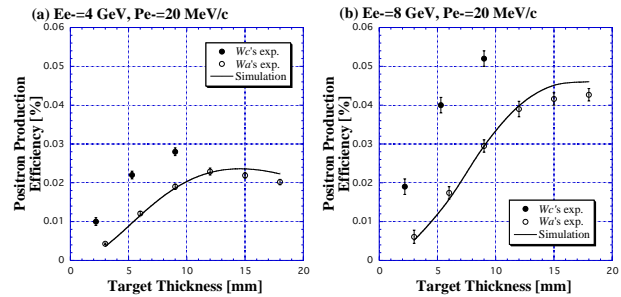 (a) Ee-=4 GeV, Pe-=20 MeV/c
Positron Production
Efficiency [%]
0.06
0.05
0.04
0.03
0.02
0.01
0
Wc's exp.
Wa's exp.
Simulation
0
5
10
15
20
Target Thickness [mm]
(b) Ee-=8 GeV, Pe-=20 MeV/c
Positron Production
Efficiency [%]
0.06
0.05
0.04
0.03
0.02
0.01
0
Wc's exp.
Wa's exp.
Simulation
0
5
10
15
20
Target Thickness [mm]